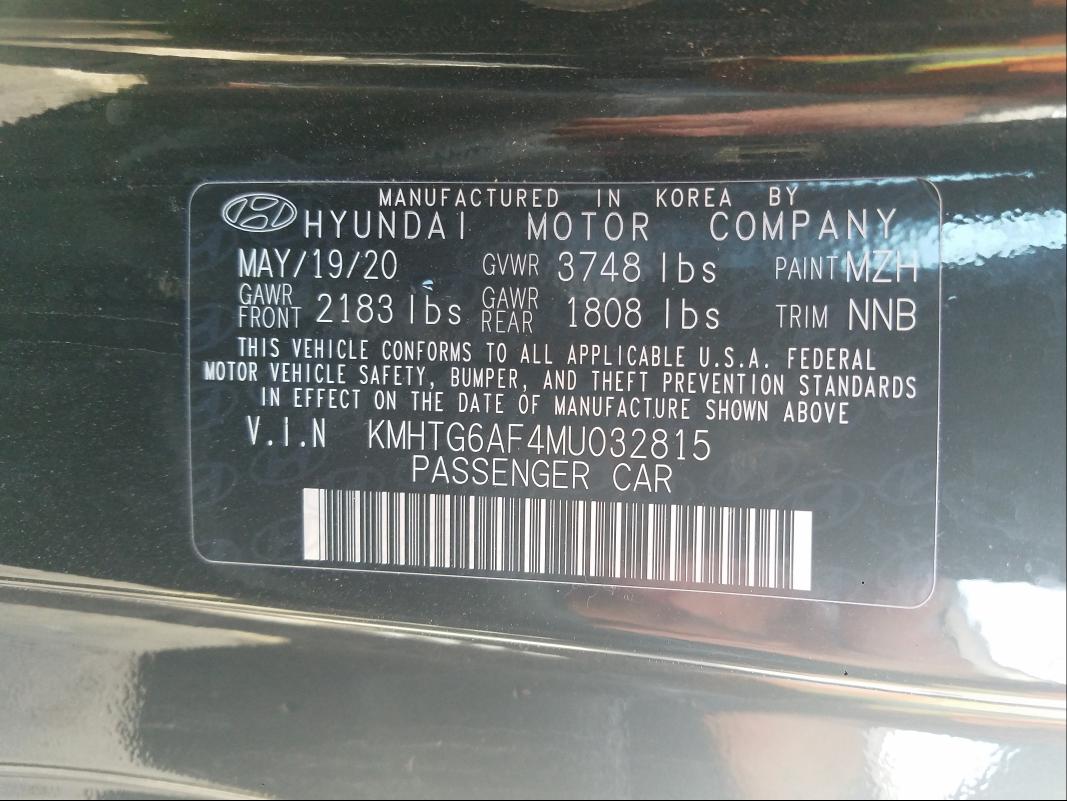 MANUFACTURED IN KOREA BY
HYUNDAI MOTOR COMPANY
MAY/19/20 GVWR 3748 lbs PAINT MZH
GAWR FRONT 2183 lbs GAWR REAR 1808 lbs TRIM NNB
THIS VEHICLE CONFORMS TO ALL APPLICABLE U.S.A. FEDERAL
MOTOR VEHICLE SAFETY, BUMPER, AND THEFT PREVENTION STANDARDS
IN EFFECT ON THE DATE OF MANUFACTURE SHOWN ABOVE
V.I.N KMHTG6AF4MU032815
PASSENGER CAR